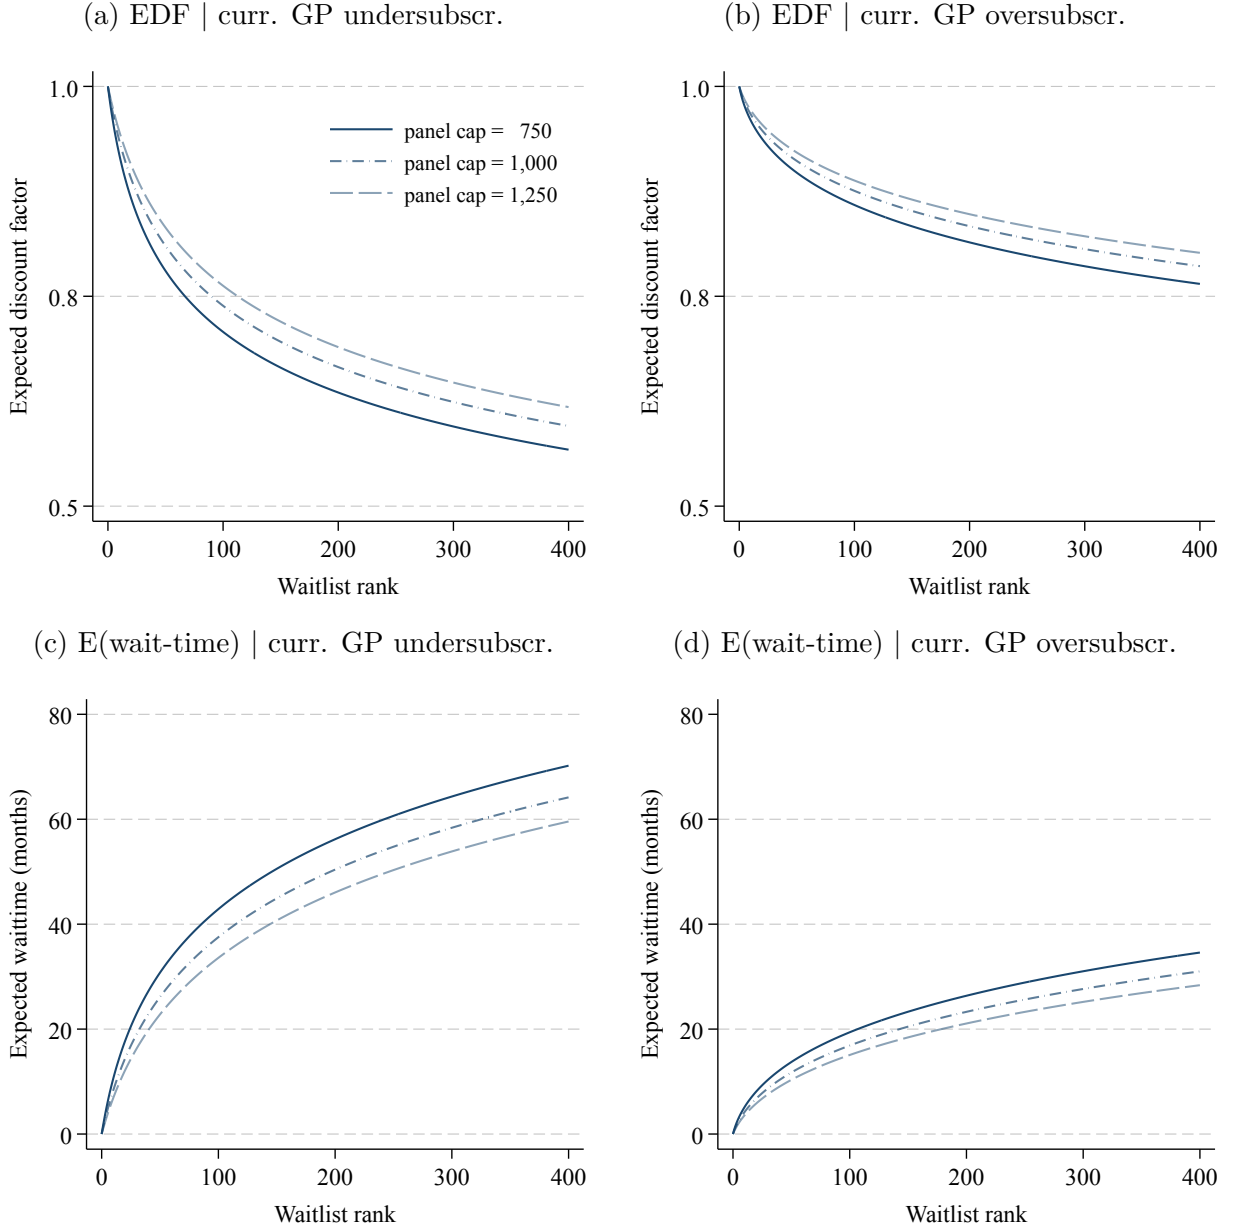 (a) EDF | curr. GP undersubscr.
1.0
0.8
0.5
Expected discount factor
panel cap = 750
panel cap = 1,000
panel cap = 1,250
0 100 200 300 400
Waitlist rank
(b) EDF | curr. GP oversubscr.
1.0
0.8
0.5
Expected discount factor
0 100 200 300 400
Waitlist rank
(c) E(wait-time) | curr. GP undersubscr.
80
60
40
20
0
Expected waittime (months)
0 100 200 300 400
Waitlist rank
(d) E(wait-time) | curr. GP oversubscr.
80
60
40
20
0
Expected waittime (months)
0 100 200 300 400
Waitlist rank